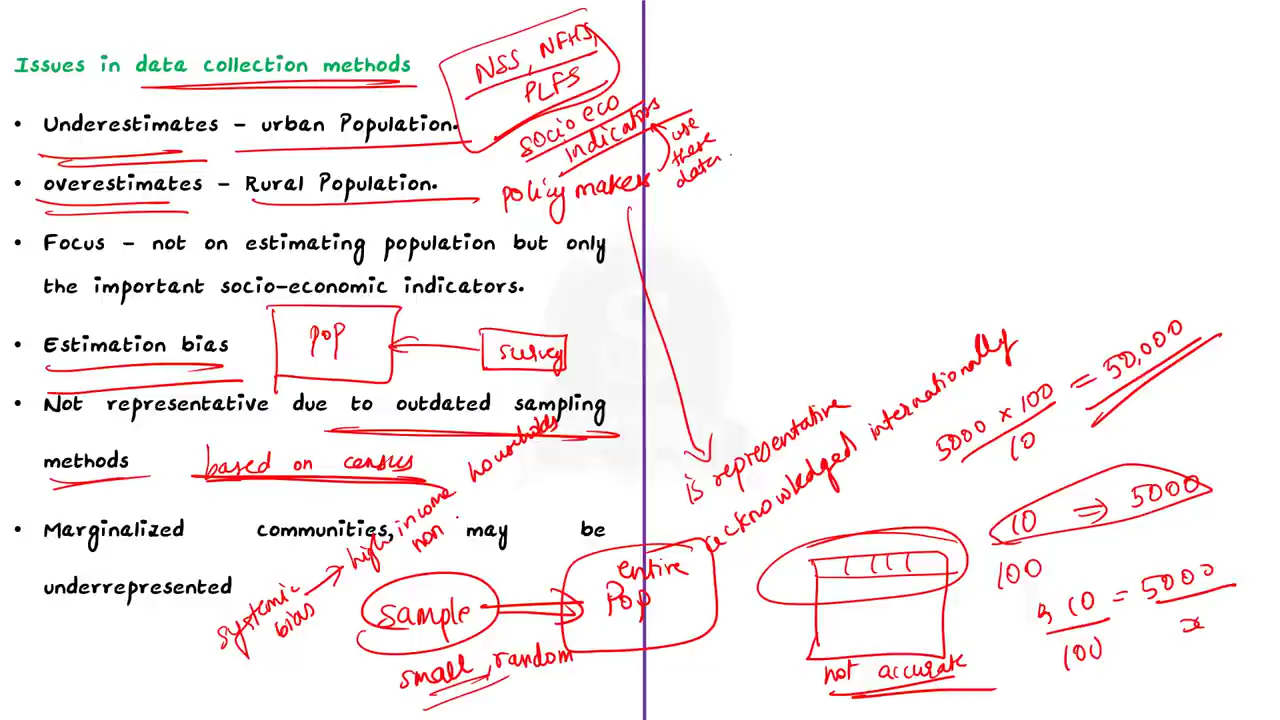 Issues in data collection methods
• Underestimates – urban Population.
• overestimates – Rural Population.
• Focus – not on estimating population but only
the important socio-economic indicators.
• Estimation bias
• Not representative due to outdated sampling
methods
based on census
• Marginalized communities, may be
underrepresented
NSS, NFHS,
PLFS
socio eco
indicators
policy makers
use
these
data.
POP
survey
systemic
bias
high income households
non
sample
small, random
entire
Pop
is representative
acknowledged internationally
5000 × 100 = 50,000
10
10 ⇒ 5000
100
10 = 5000
100 x
not accurate